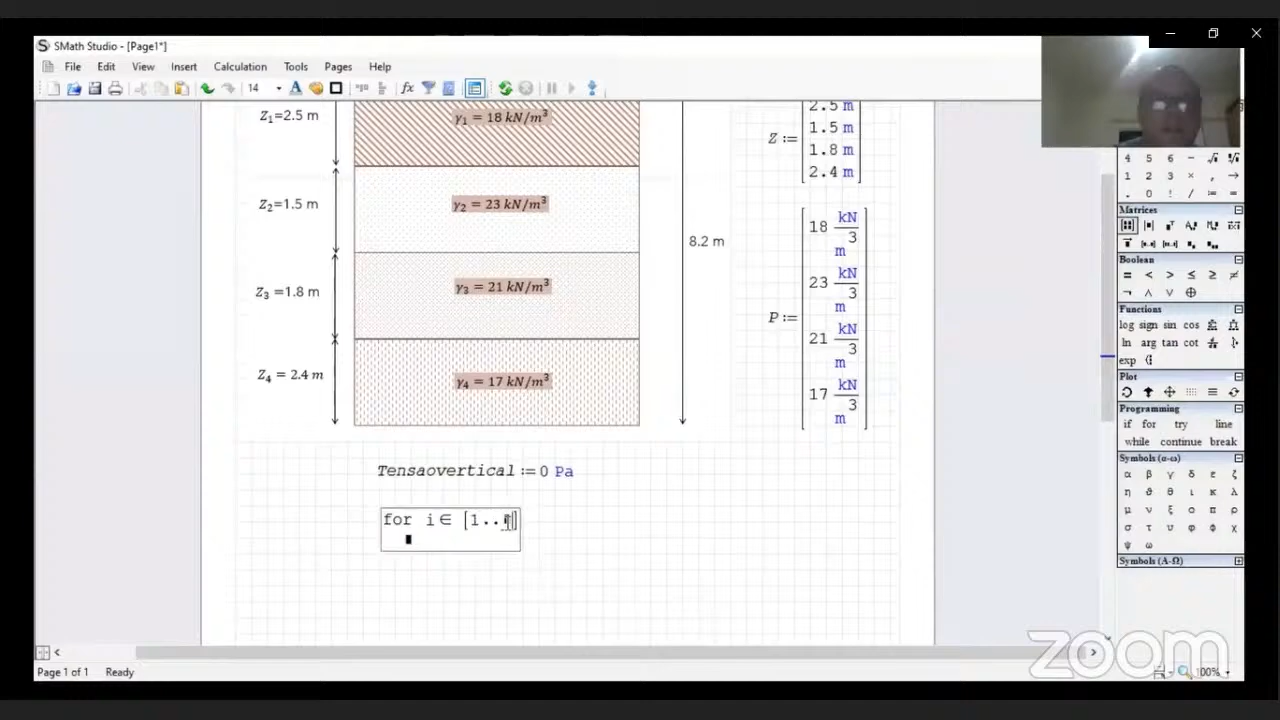 SMath Studio - [Page1*]
File Edit View Insert Calculation Tools Pages Help
14
Z1=2.5 m
γ1 = 18 kN/m³
Z2=1.5 m
γ2 = 23 kN/m³
Z3 =1.8 m
γ3 = 21 kN/m³
Z4 = 2.4 m
γ4 = 17 kN/m³
8.2 m
Z :=
2.5 m
1.5 m
1.8 m
2.4 m
P :=
18 kN/m³
23 kN/m³
21 kN/m³
17 kN/m³
Tensaovertical := 0 Pa
for i ∈ [1..
4 5 6 −
1 2 3 × , →
. 0 ! / := =
Matrices
Boolean
= < > ≤ ≥ ≠
¬ ∧ ∨ ⊕
Functions
log sign sin cos
ln arg tan cot
exp
Plot
Programming
if for try line
while continue break
Symbols (α-ω)
α β γ δ ε ζ
η θ ϑ ι κ λ
μ ν ξ ο π ρ
σ τ υ φ χ
ψ ω
Symbols (Α-Ω)
zoom
Page 1 of 1 Ready
100%